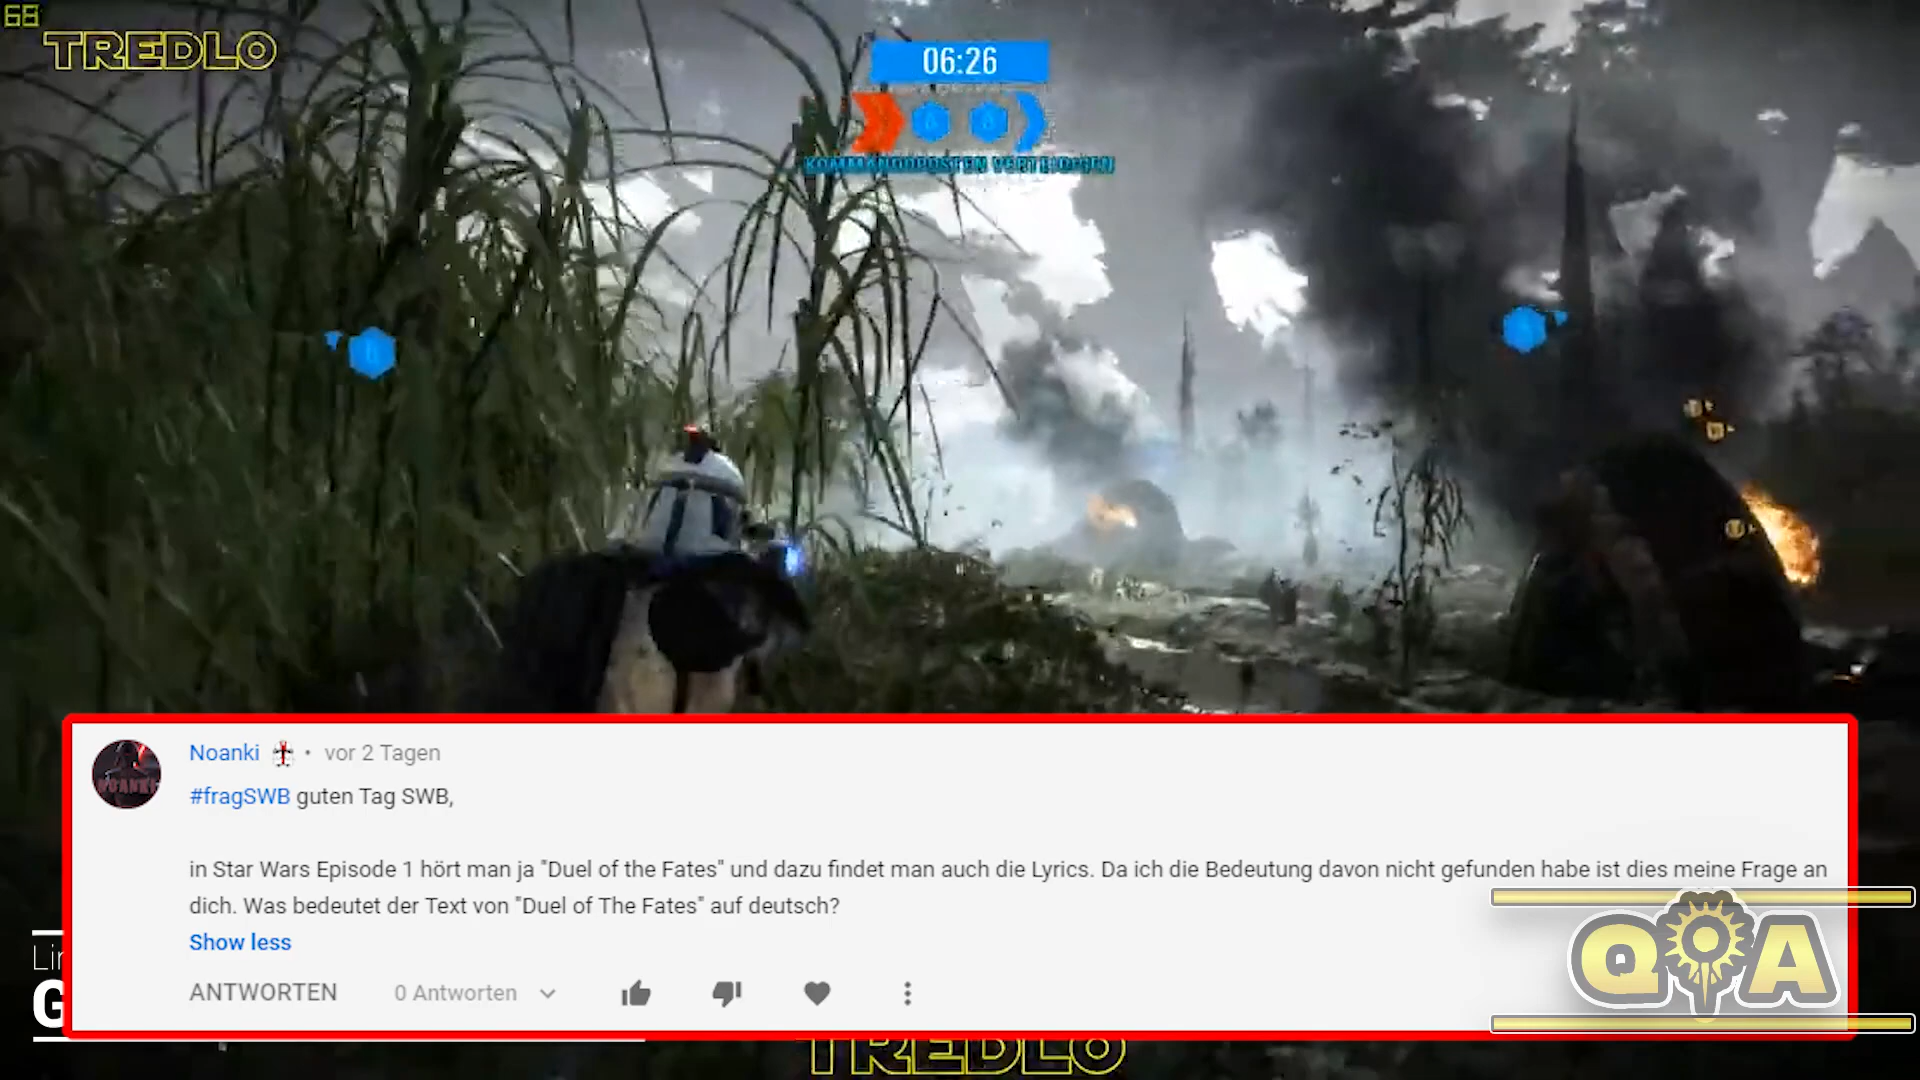 68
TREDLO
06:26
KOMMANDOPOSTEN VERTEIDIGEN
Noanki • vor 2 Tagen
#fragSWB guten Tag SWB,
in Star Wars Episode 1 hört man ja "Duel of the Fates" und dazu findet man auch die Lyrics. Da ich die Bedeutung davon nicht gefunden habe ist dies meine Frage an
dich. Was bedeutet der Text von "Duel of The Fates" auf deutsch?
Show less
ANTWORTEN 0 Antworten
Q A
TREDLO